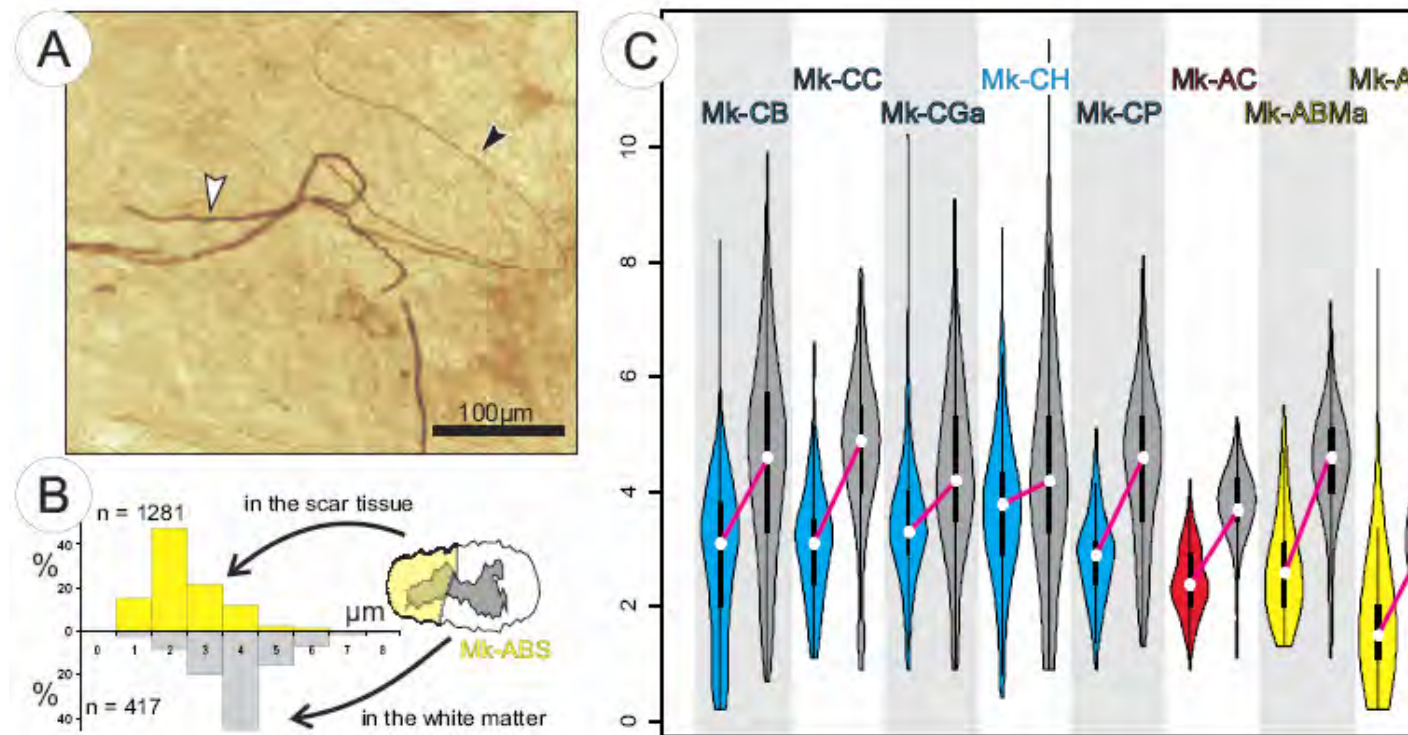 A
100µm
B
n = 1281
in the scar tissue
40
%
20
µm
0
0 1 2 3 4 5 6 7 8
Mk-ABS
20
%
n = 417
in the white matter
40
C
Mk-CC
Mk-CH
Mk-AC
Mk-A
Mk-CB
Mk-CGa
Mk-CP
Mk-ABMa
10
8
6
4
2
0